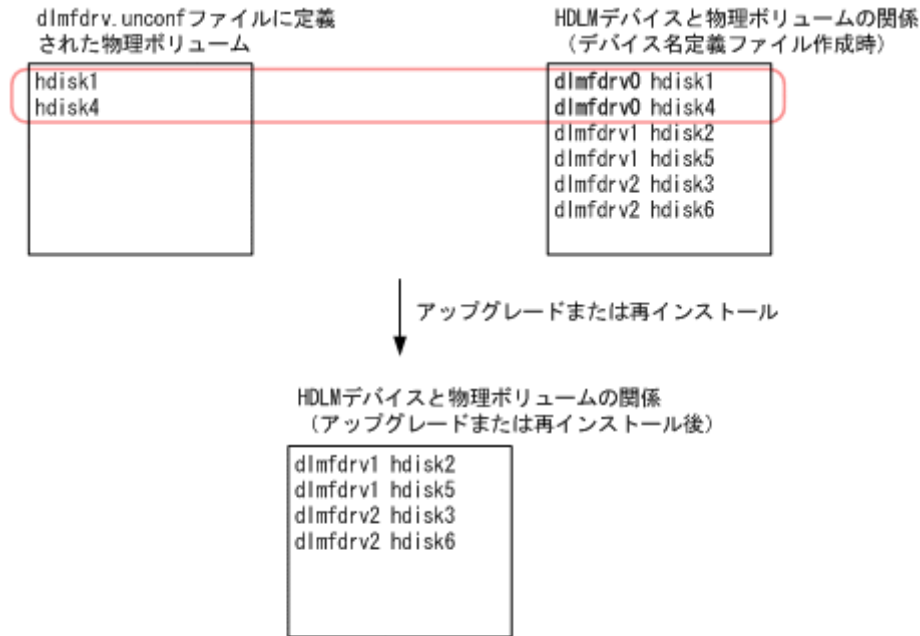 dlmfdrv.unconfファイルに定義
された物理ボリューム
hdisk1
hdisk4
HDLMデバイスと物理ボリュームの関係
（デバイス名定義ファイル作成時）
dlmfdrv0 hdisk1
dlmfdrv0 hdisk4
dlmfdrv1 hdisk2
dlmfdrv1 hdisk5
dlmfdrv2 hdisk3
dlmfdrv2 hdisk6
アップグレードまたは再インストール
HDLMデバイスと物理ボリュームの関係
（アップグレードまたは再インストール後）
dlmfdrv1 hdisk2
dlmfdrv1 hdisk5
dlmfdrv2 hdisk3
dlmfdrv2 hdisk6